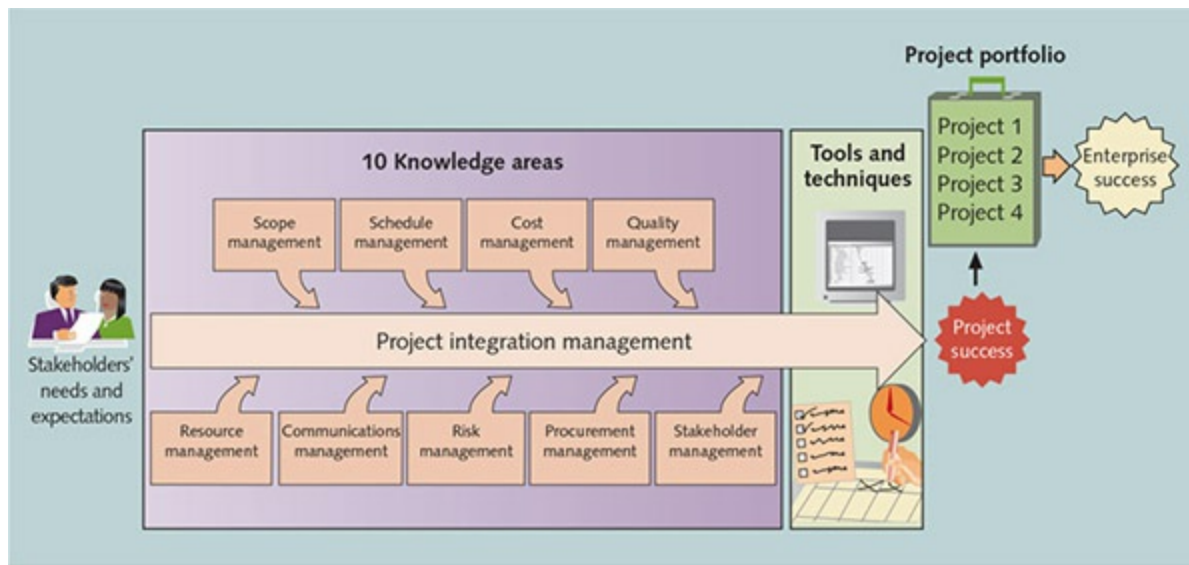 Project portfolio
Project 1
Project 2
Project 3
Project 4
Enterprise
success
10 Knowledge areas
Tools and
techniques
Scope
management
Schedule
management
Cost
management
Quality
management
Stakeholders’
needs and
expectations
Project integration management
Project
success
Resource
management
Communications
management
Risk
management
Procurement
management
Stakeholder
management